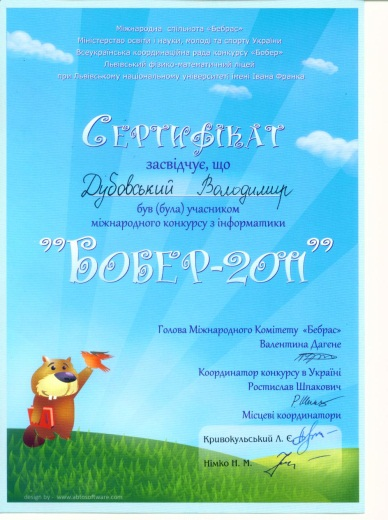 Міжнародна спільнота «Бебрас»
Міністерство освіти і науки, молоді та спорту України
Всеукраїнська координаційна рада конкурсу «Бобер»
Львівський фізико-математичний ліцей
при Львівському національному університеті імені Івана Франка
Сертифікат
засвідчує, що
Дубовський Володимир
був (була) учасником
міжнародного конкурсу з інформатики
”Бобер-2011”
Голова Міжнародного Комітету «Бебрас»
Валентина Дагене
Координатор конкурсу в Україні
Ростислав Шпакович
Місцеві координатори
Кривокульський Л. Є.
Німко Н. М.
design by - www.abtosoftware.com